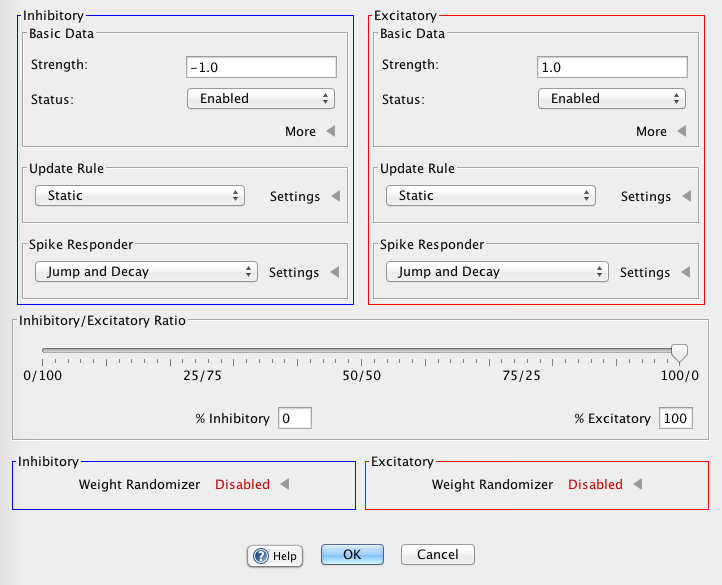 Inhibitory
Basic Data
Strength: -1.0
Status: Enabled
More
Update Rule
Static Settings
Spike Responder
Jump and Decay Settings
Excitatory
Basic Data
Strength: 1.0
Status: Enabled
More
Update Rule
Static Settings
Spike Responder
Jump and Decay Settings
Inhibitory/Excitatory Ratio
0/100 25/75 50/50 75/25 100/0
% Inhibitory 0 % Excitatory 100
Inhibitory
Weight Randomizer Disabled
Excitatory
Weight Randomizer Disabled
? Help OK Cancel